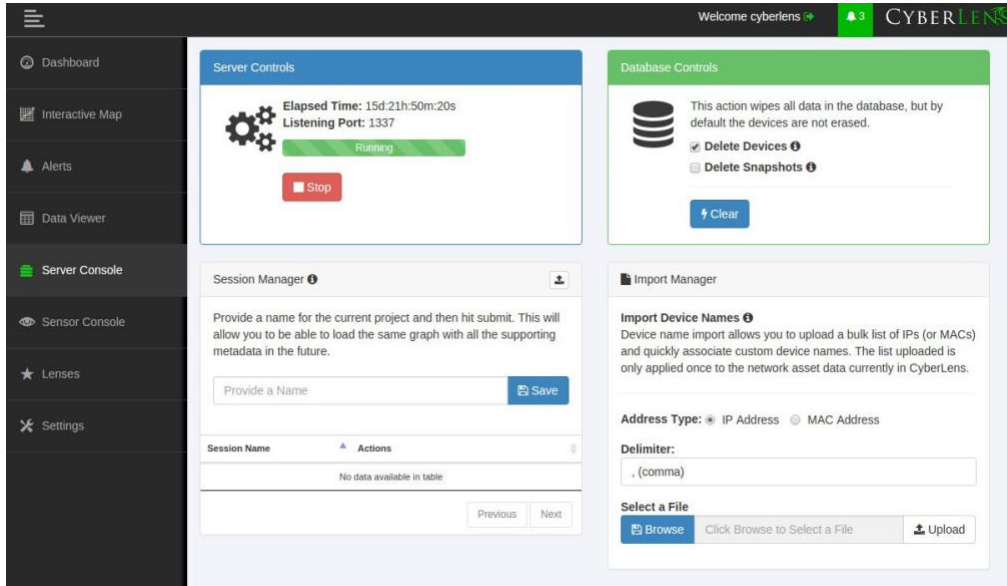 Welcome cyberlens
3
CYBERLENS
Dashboard
Interactive Map
Alerts
Data Viewer
Server Console
Sensor Console
Lenses
Settings
Server Controls
Elapsed Time: 15d:21h:50m:20s
Listening Port: 1337
Running
Stop
Database Controls
This action wipes all data in the database, but by
default the devices are not erased.
Delete Devices
Delete Snapshots
Clear
Session Manager
Provide a name for the current project and then hit submit. This will
allow you to be able to load the same graph with all the supporting
metadata in the future.
Provide a Name
Save
Session Name Actions
No data available in table
Previous Next
Import Manager
Import Device Names
Device name import allows you to upload a bulk list of IPs (or MACs)
and quickly associate custom device names. The list uploaded is
only applied once to the network asset data currently in CyberLens.
Address Type: IP Address MAC Address
Delimiter:
, (comma)
Select a File
Browse Click Browse to Select a File Upload